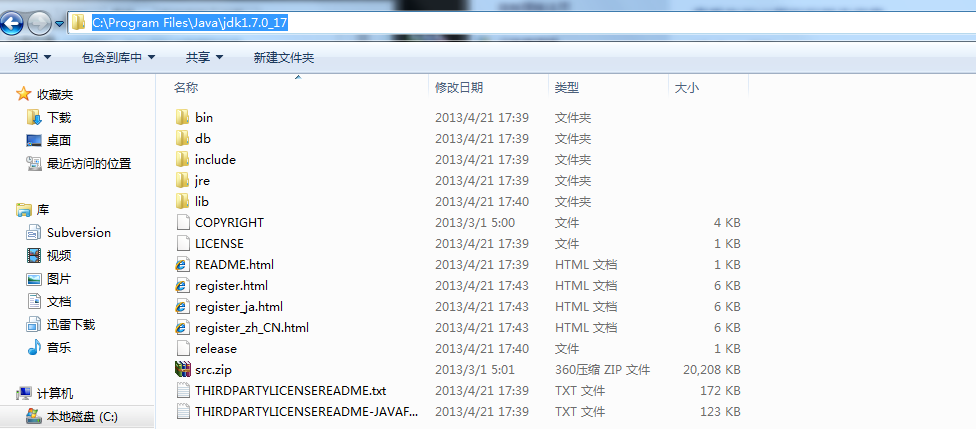 C:\Program Files\Java\jdk1.7.0_17
组织 包含到库中 共享 新建文件夹
收藏夹
下载
桌面
最近访问的位置
库
Subversion
视频
图片
文档
迅雷下载
音乐
计算机
本地磁盘 (C:)
名称 修改日期 类型 大小
bin 2013/4/21 17:39 文件夹
db 2013/4/21 17:39 文件夹
include 2013/4/21 17:39 文件夹
jre 2013/4/21 17:39 文件夹
lib 2013/4/21 17:40 文件夹
COPYRIGHT 2013/3/1 5:00 文件 4 KB
LICENSE 2013/4/21 17:39 文件 1 KB
README.html 2013/4/21 17:39 HTML 文档 1 KB
register.html 2013/4/21 17:43 HTML 文档 6 KB
register_ja.html 2013/4/21 17:43 HTML 文档 6 KB
register_zh_CN.html 2013/4/21 17:43 HTML 文档 6 KB
release 2013/4/21 17:40 文件 1 KB
src.zip 2013/3/1 5:01 360压缩 ZIP 文件 20,208 KB
THIRDPARTYLICENSEREADME.txt 2013/4/21 17:39 TXT 文件 172 KB
THIRDPARTYLICENSEREADME-JAVAF... 2013/4/21 17:39 TXT 文件 123 KB